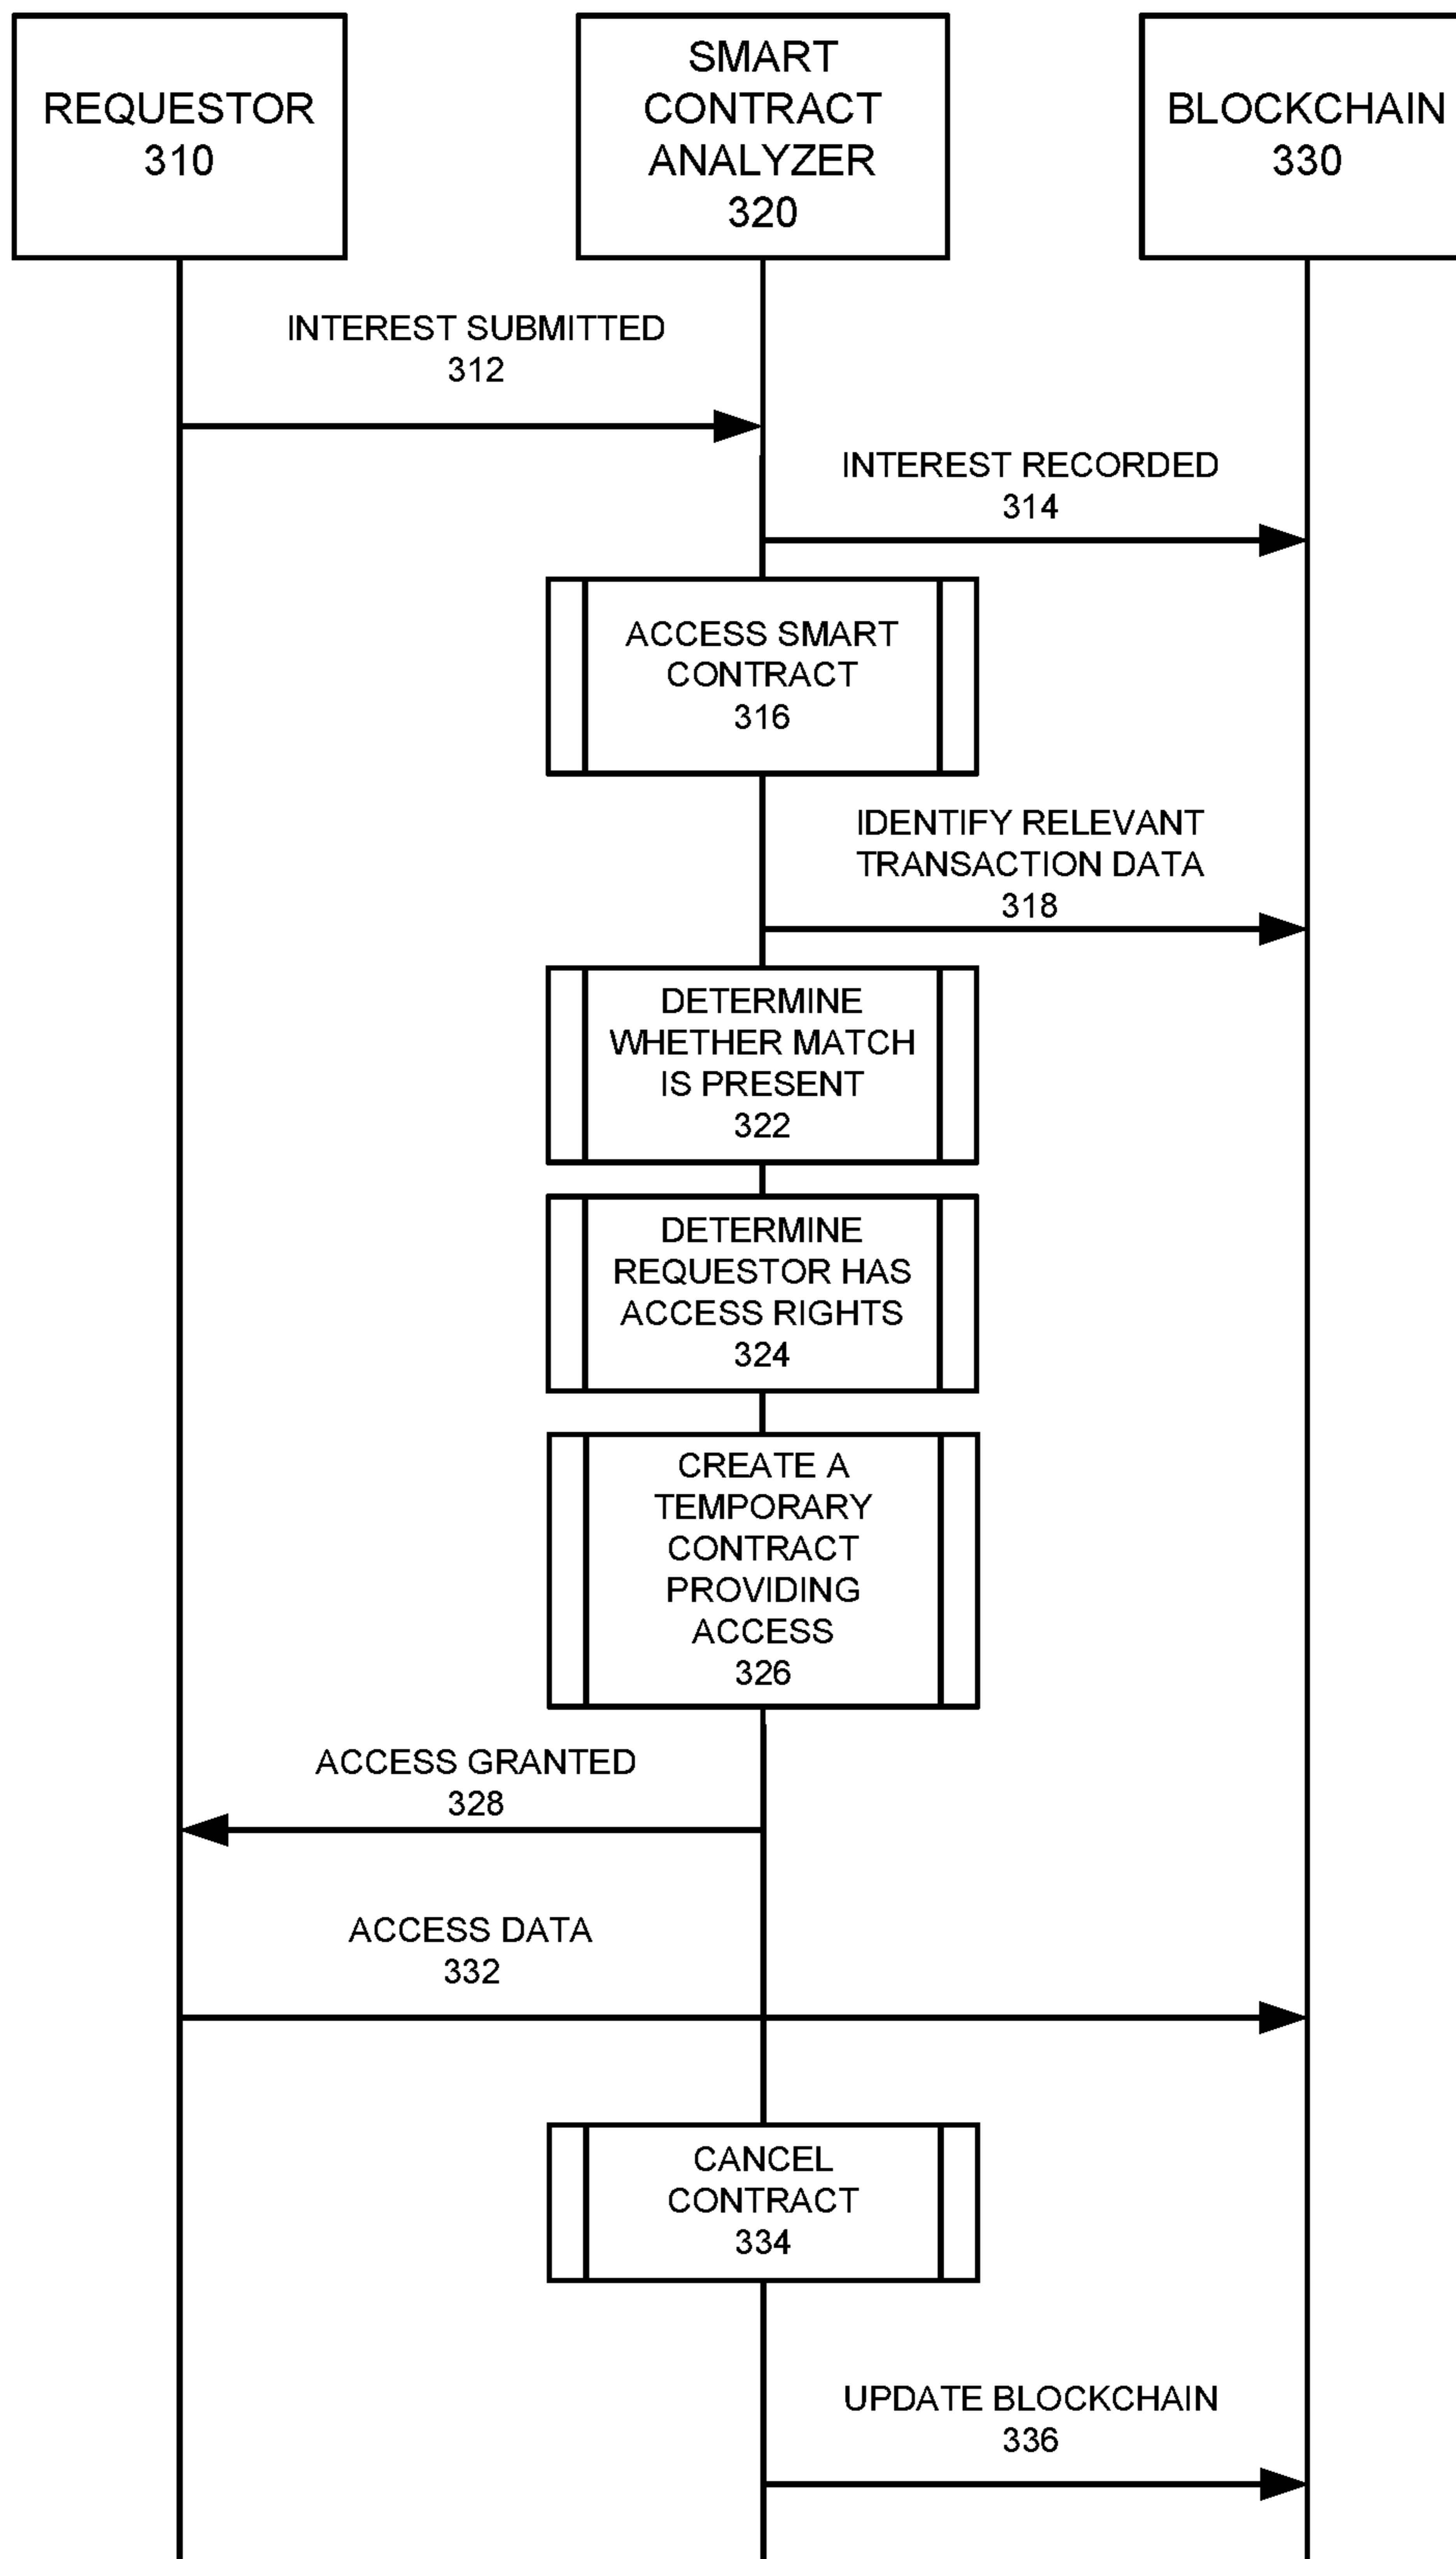 REQUESTOR
310
SMART
CONTRACT
ANALYZER
320
BLOCKCHAIN
330
INTEREST SUBMITTED
312
INTEREST RECORDED
314
ACCESS SMART
CONTRACT
316
IDENTIFY RELEVANT
TRANSACTION DATA
318
DETERMINE
WHETHER MATCH
IS PRESENT
322
DETERMINE
REQUESTOR HAS
ACCESS RIGHTS
324
CREATE A
TEMPORARY
CONTRACT
PROVIDING
ACCESS
326
ACCESS GRANTED
328
ACCESS DATA
332
CANCEL
CONTRACT
334
UPDATE BLOCKCHAIN
336